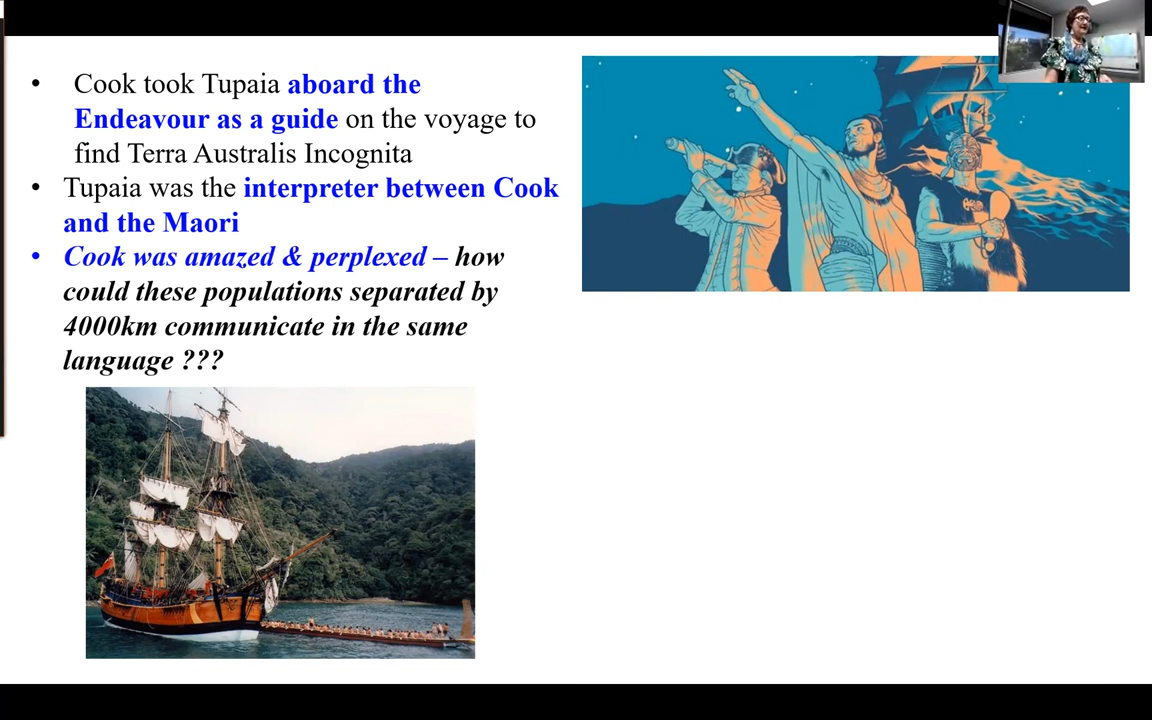 • Cook took Tupaia aboard the
Endeavour as a guide on the voyage to
find Terra Australis Incognita
• Tupaia was the interpreter between Cook
and the Maori
• Cook was amazed & perplexed – how
could these populations separated by
4000km communicate in the same
language ???